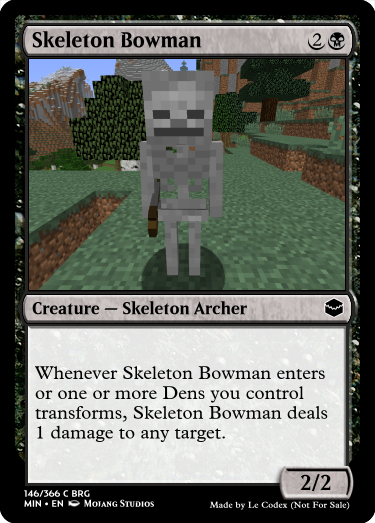 Skeleton Bowman 2
Creature — Skeleton Archer
Whenever Skeleton Bowman enters
or one or more Dens you control
transforms, Skeleton Bowman deals
1 damage to any target.
2/2
146/366 C BRG
MIN • EN Mojang Studios
Made by Le Codex (Not For Sale)